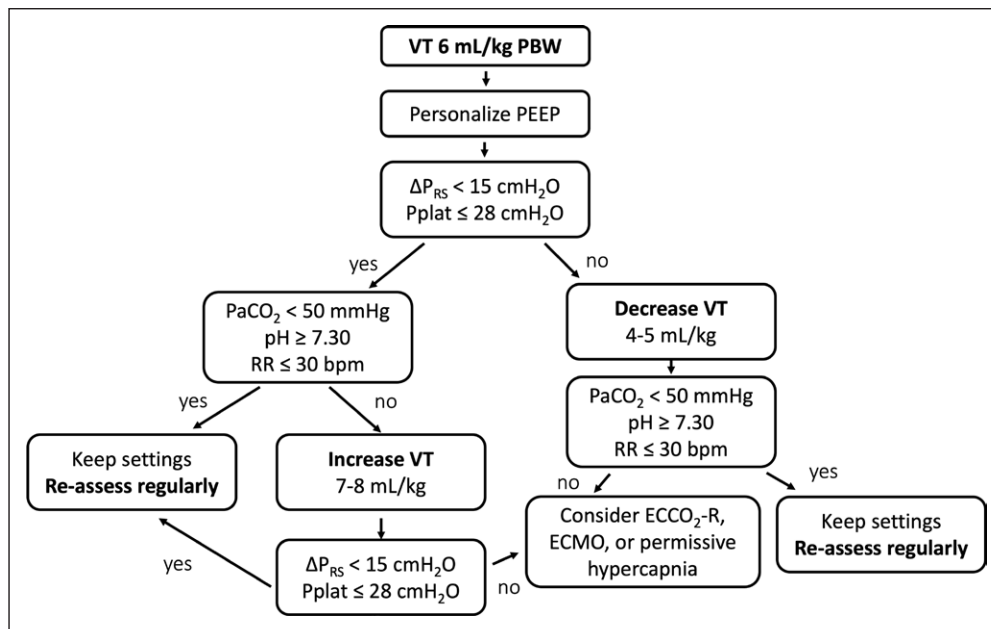 VT 6 mL/kg PBW
Personalize PEEP
ΔP_RS < 15 cmH₂O
Pplat ≤ 28 cmH₂O
yes
no
PaCO₂ < 50 mmHg
pH ≥ 7.30
RR ≤ 30 bpm
Decrease VT
4-5 mL/kg
yes
no
PaCO₂ < 50 mmHg
pH ≥ 7.30
RR ≤ 30 bpm
Keep settings
Re-assess regularly
Increase VT
7-8 mL/kg
no
yes
Consider ECCO₂-R,
ECMO, or permissive
hypercapnia
Keep settings
Re-assess regularly
yes
ΔP_RS < 15 cmH₂O
Pplat ≤ 28 cmH₂O
no